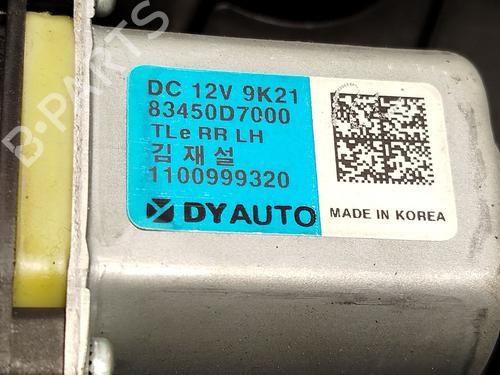 B-PARTS
DC 12V 9K21
83450D7000
TLe RR LH
김재설
1100999320
DYAUTO
MADE IN KOREA